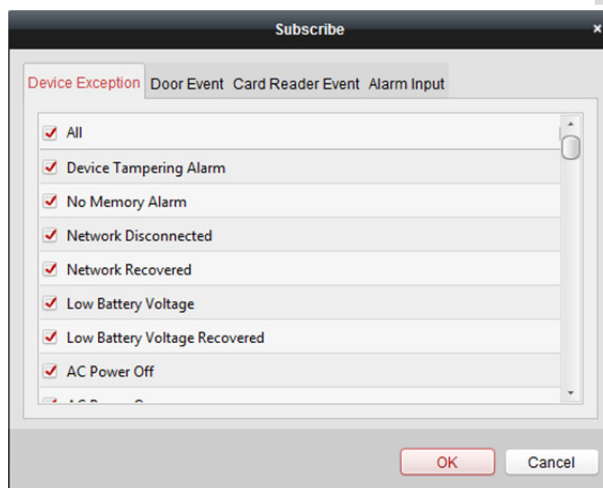 Subscribe
Device Exception Door Event Card Reader Event Alarm Input
All
Device Tampering Alarm
No Memory Alarm
Network Disconnected
Network Recovered
Low Battery Voltage
Low Battery Voltage Recovered
AC Power Off
OK Cancel